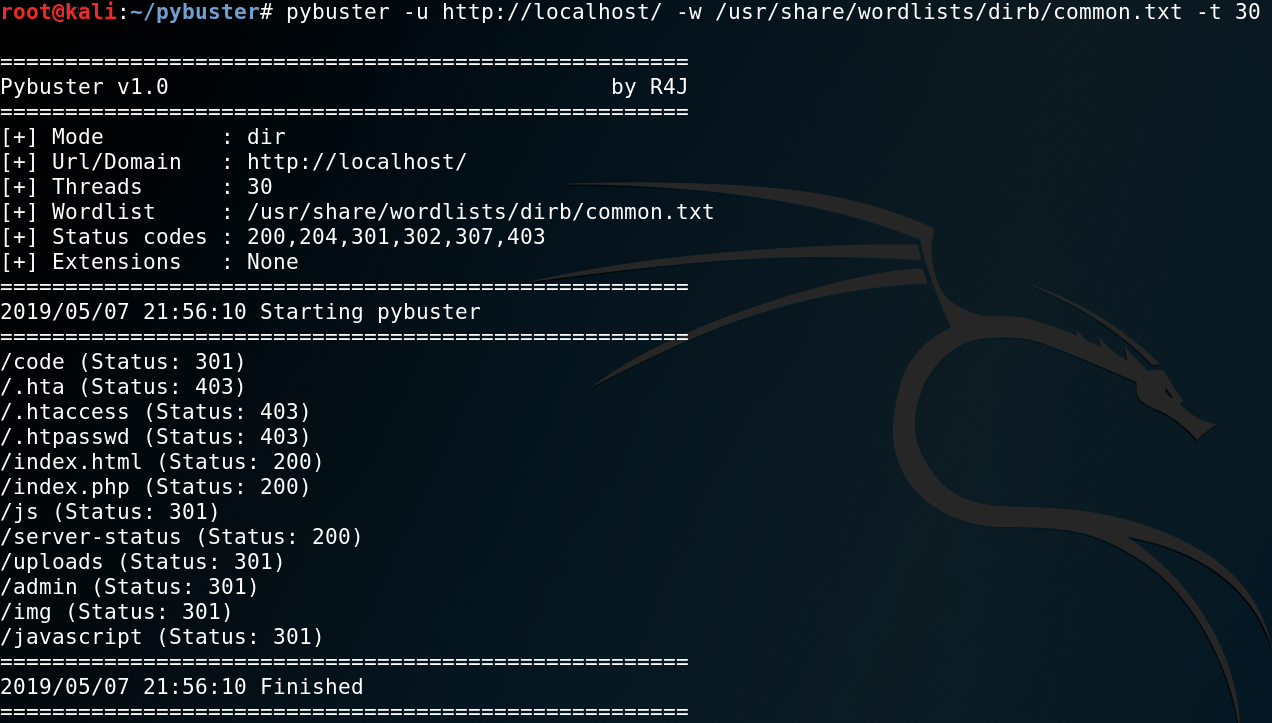 root@kali:~/pybuster# pybuster -u http://localhost/ -w /usr/share/wordlists/dirb/common.txt -t 30
=====================================================
Pybuster v1.0                                  by R4J
=====================================================
[+] Mode         : dir
[+] Url/Domain   : http://localhost/
[+] Threads      : 30
[+] Wordlist     : /usr/share/wordlists/dirb/common.txt
[+] Status codes : 200,204,301,302,307,403
[+] Extensions   : None
=====================================================
2019/05/07 21:56:10 Starting pybuster
=====================================================
/code (Status: 301)
/.hta (Status: 403)
/.htaccess (Status: 403)
/.htpasswd (Status: 403)
/index.html (Status: 200)
/index.php (Status: 200)
/js (Status: 301)
/server-status (Status: 200)
/uploads (Status: 301)
/admin (Status: 301)
/img (Status: 301)
/javascript (Status: 301)
=====================================================
2019/05/07 21:56:10 Finished
=====================================================